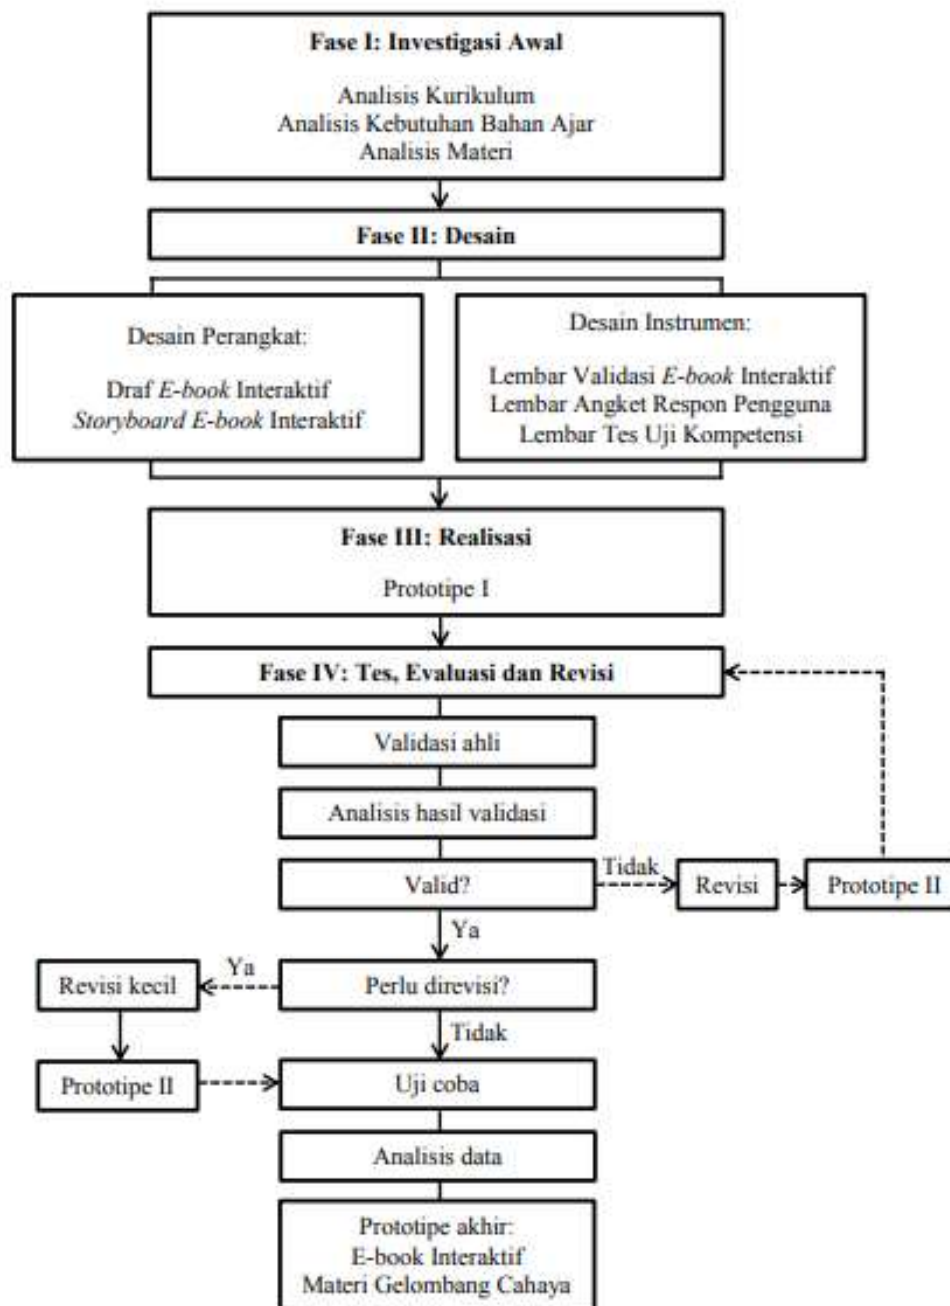 Fase I: Investigasi Awal
Analisis Kurikulum
Analisis Kebutuhan Bahan Ajar
Analisis Materi
Fase II: Desain
Desain Perangkat:
Draf E-book Interaktif
Storyboard E-book Interaktif
Desain Instrumen:
Lembar Validasi E-book Interaktif
Lembar Angket Respon Pengguna
Lembar Tes Uji Kompetensi
Fase III: Realisasi
Prototipe I
Fase IV: Tes, Evaluasi dan Revisi
Validasi ahli
Analisis hasil validasi
Valid?
Tidak
Revisi
Prototipe II
Ya
Perlu direvisi?
Ya
Revisi kecil
Tidak
Prototipe II
Uji coba
Analisis data
Prototipe akhir:
E-book Interaktif
Materi Gelombang Cahaya